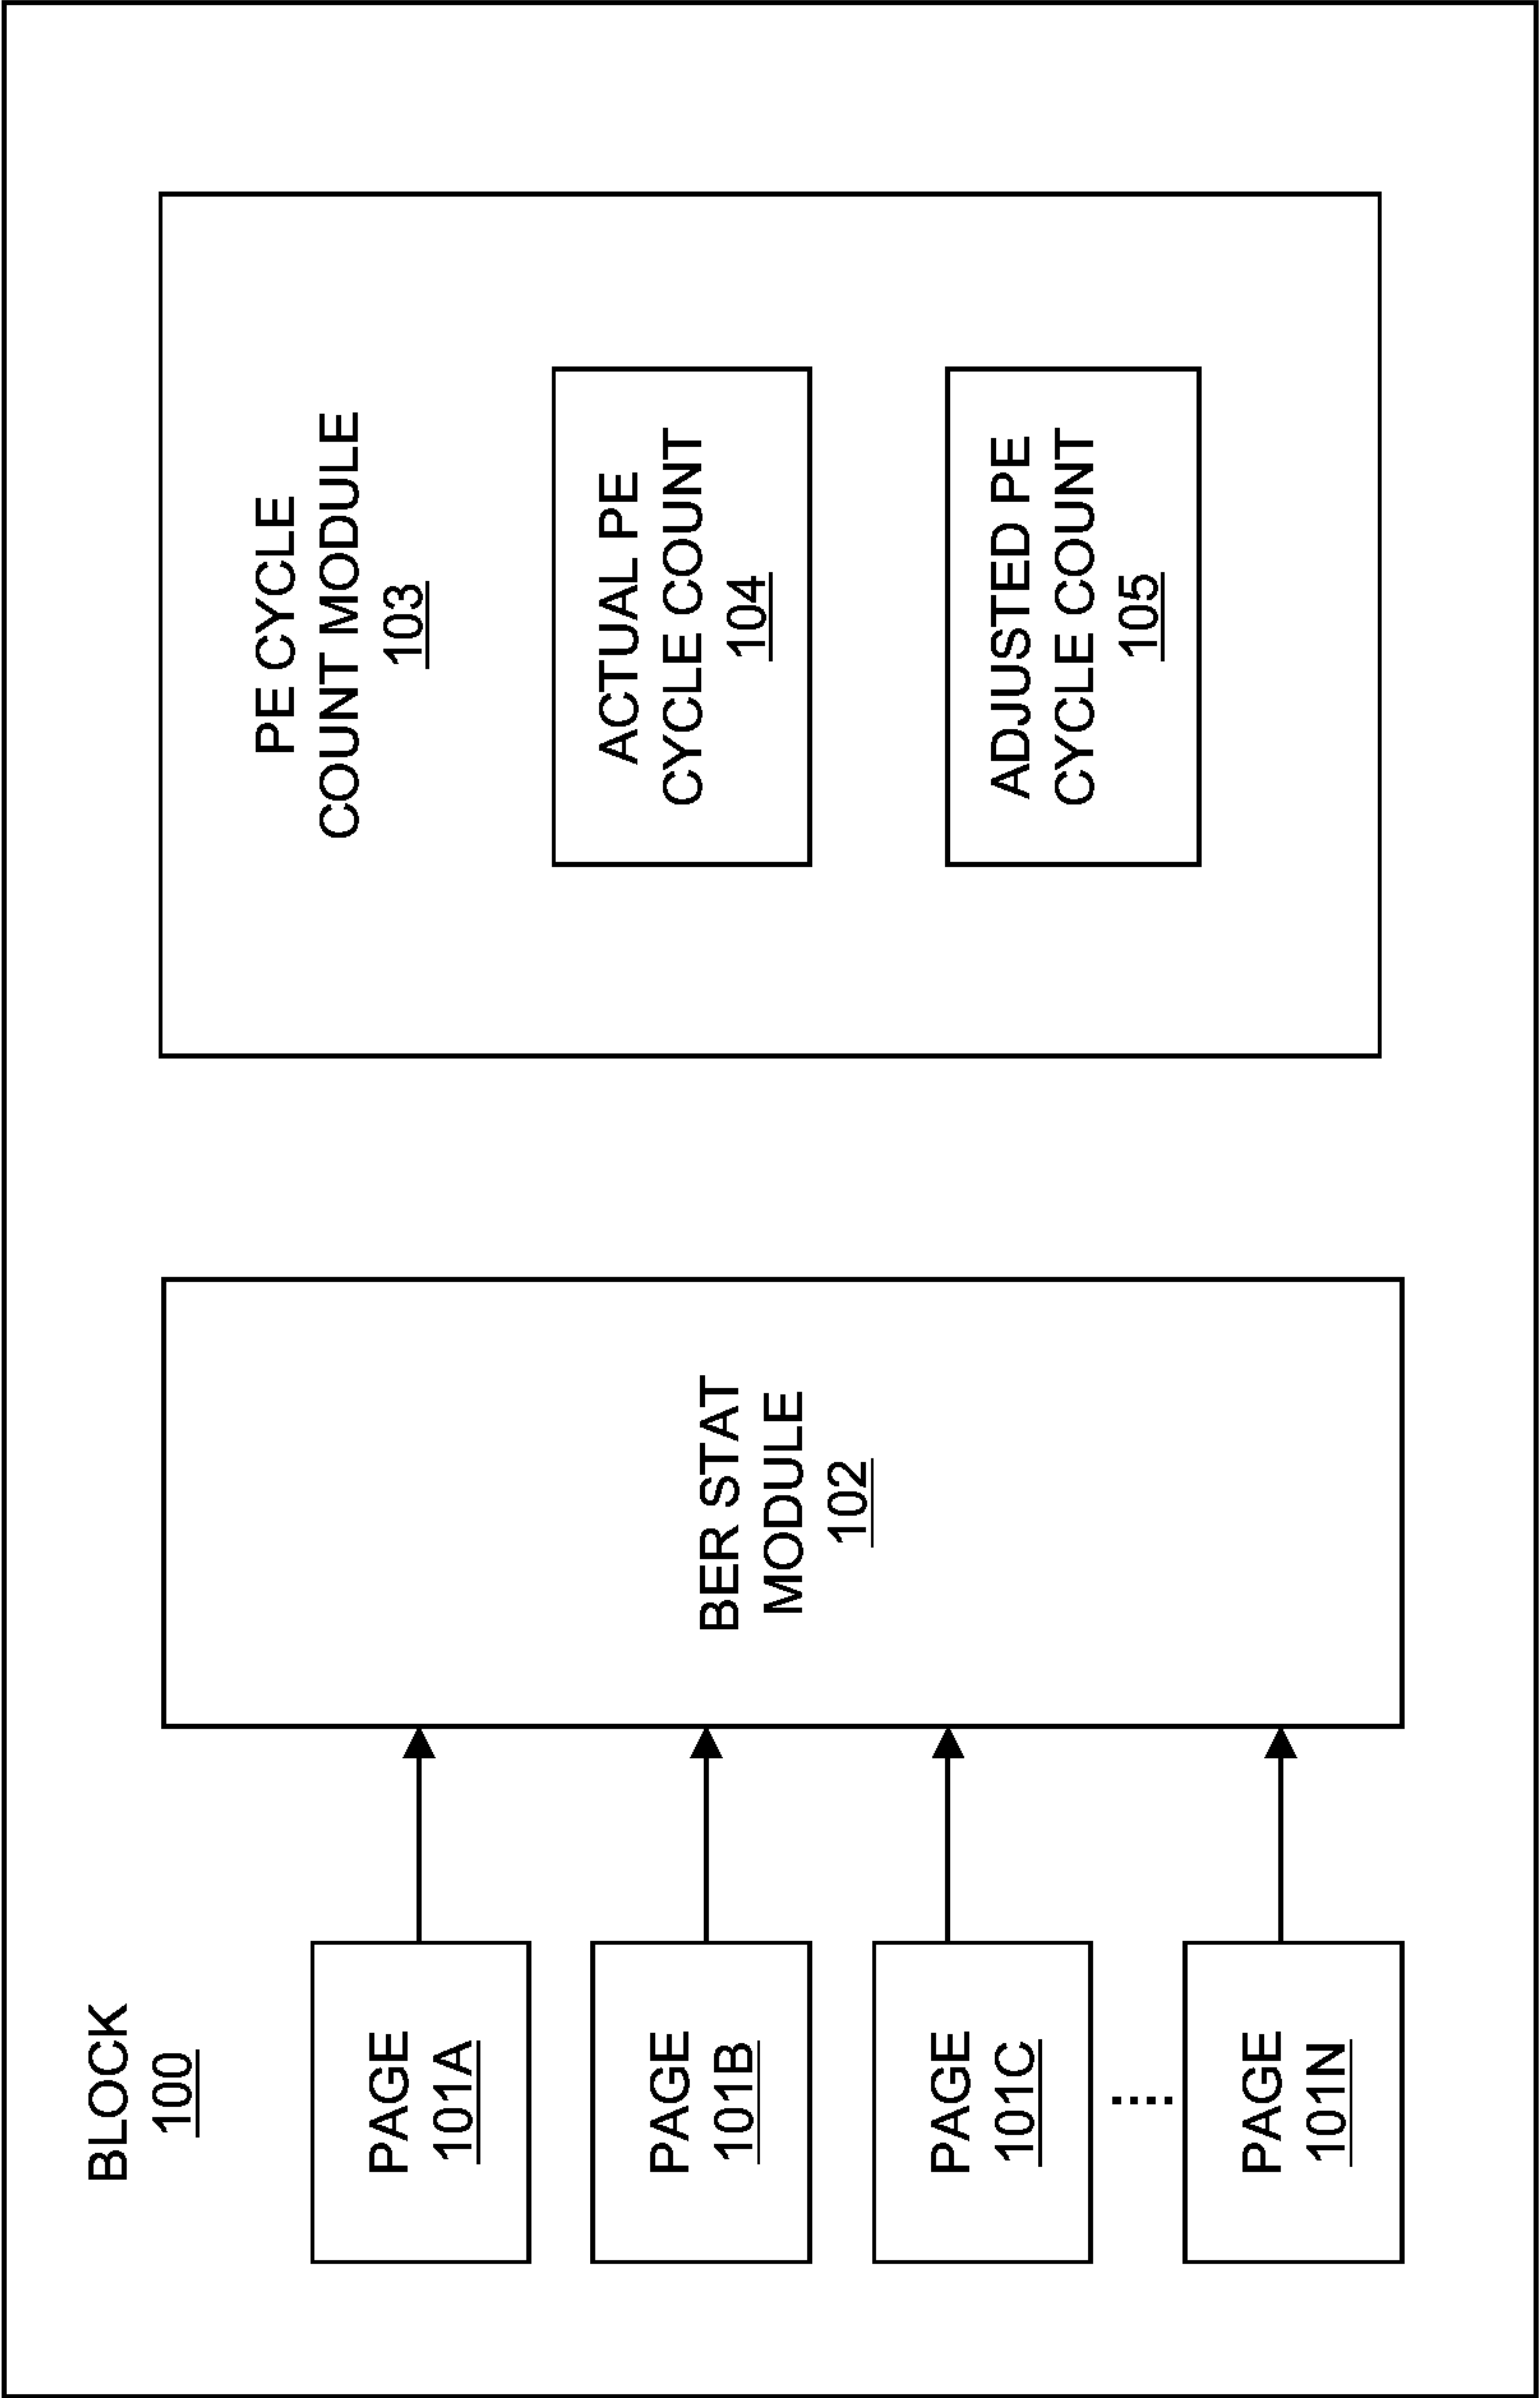 BLOCK
100
PAGE
101A
PAGE
101B
PAGE
101C
PAGE
101N
BER STAT
MODULE
102
PE CYCLE
COUNT MODULE
103
ACTUAL PE
CYCLE COUNT
104
ADJUSTED PE
CYCLE COUNT
105